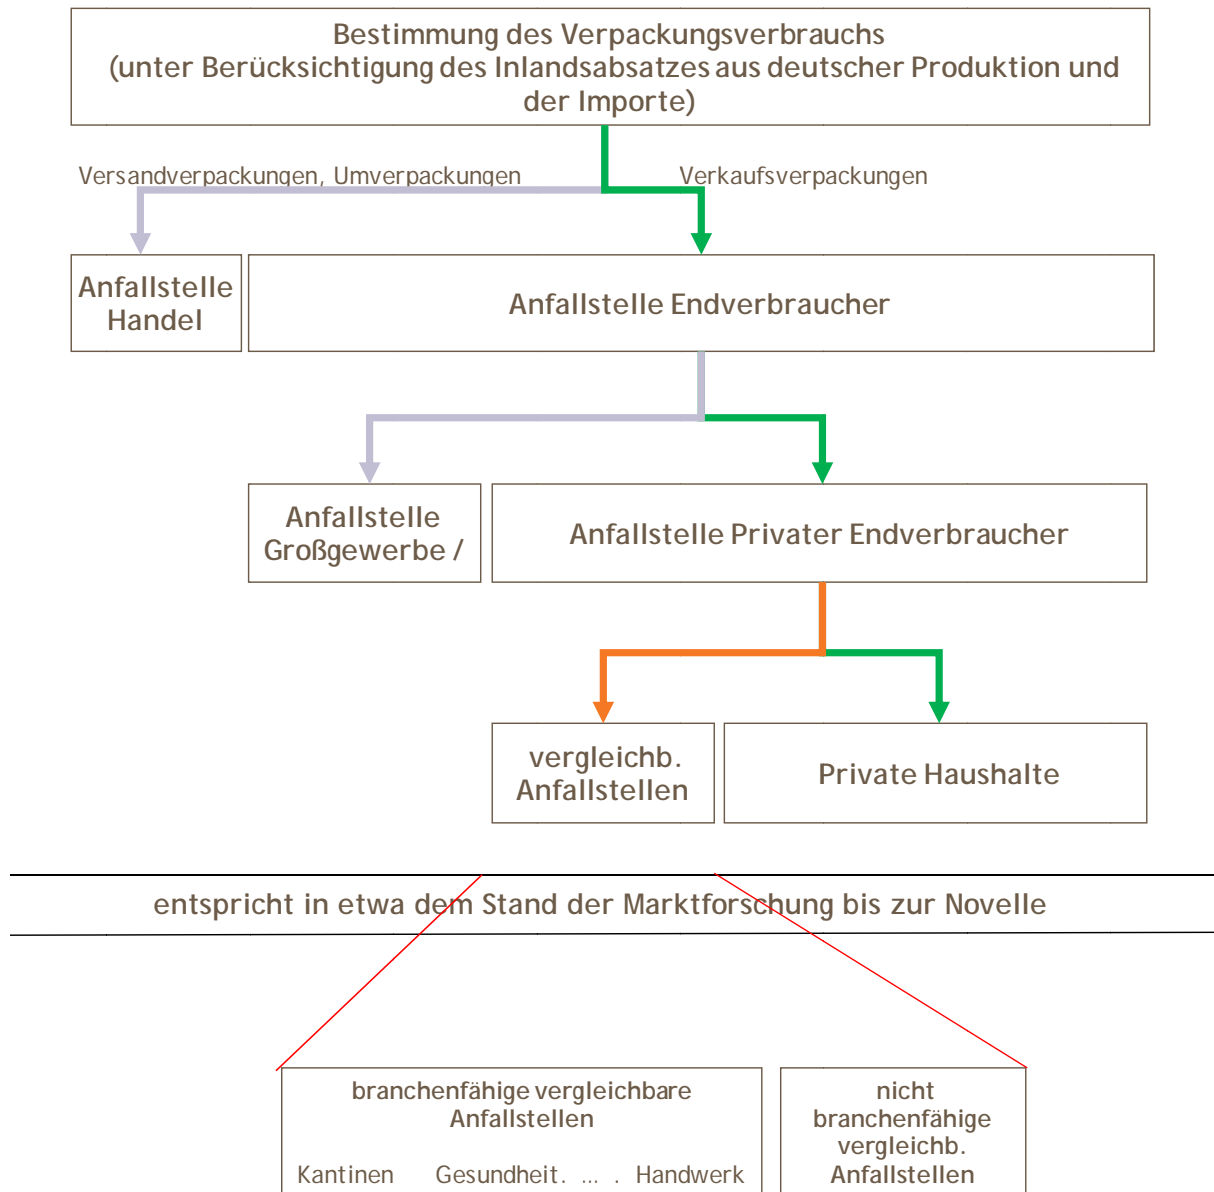 Bestimmung des Verpackungsverbrauchs
(unter Berücksichtigung des Inlandsabsatzes aus deutscher Produktion und
der Importe)
Versandverpackungen, Umverpackungen
Verkaufsverpackungen
Anfallstelle
Handel
Anfallstelle Endverbraucher
Anfallstelle
Großgewerbe /
Anfallstelle Privater Endverbraucher
vergleichb.
Anfallstellen
Private Haushalte
entspricht in etwa dem Stand der Marktforschung bis zur Novelle
branchenfähige vergleichbare
Anfallstellen
Kantinen Gesundheit. ... . Handwerk
nicht
branchenfähige
vergleichb.
Anfallstellen